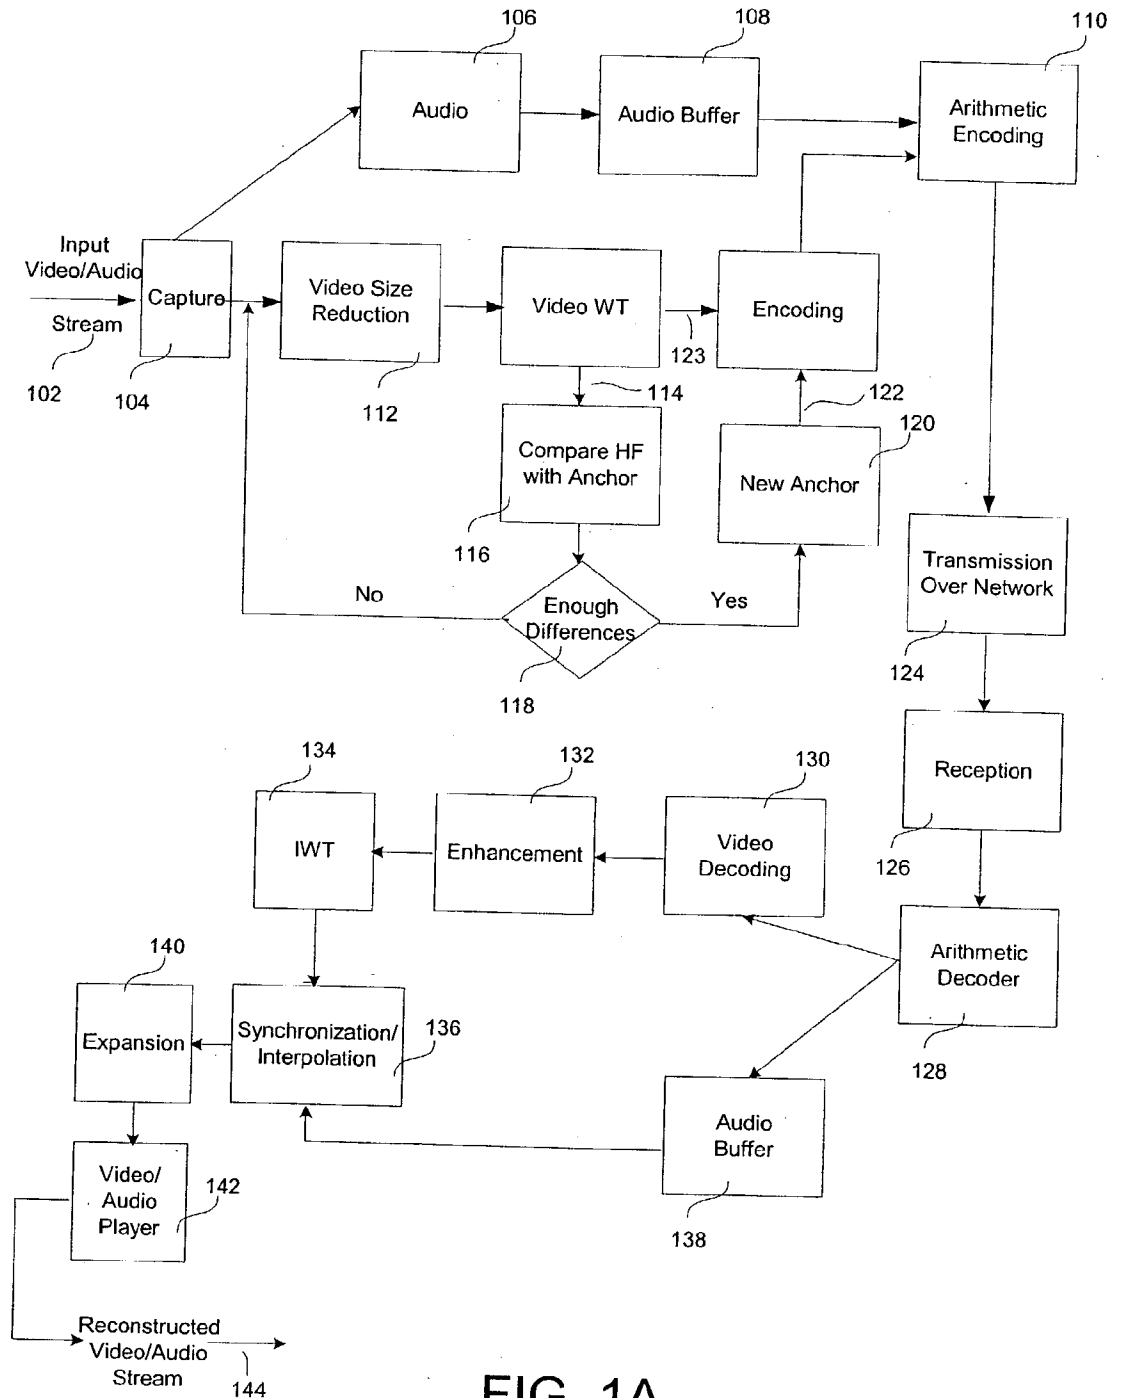 106
108
110
Audio
Audio Buffer
Arithmetic
Encoding
Input
Video/Audio
Stream
102
Capture
104
Video Size
Reduction
112
Video WT
123
Encoding
114
122
120
Compare HF
with Anchor
116
New Anchor
No
Enough
Differences
Yes
118
Transmission
Over Network
124
Reception
126
134
132
130
IWT
Enhancement
Video
Decoding
Arithmetic
Decoder
128
140
Expansion
Synchronization/
Interpolation
136
Audio
Buffer
138
Video/
Audio
Player
142
Reconstructed
Video/Audio
Stream
144
FIG. 1A